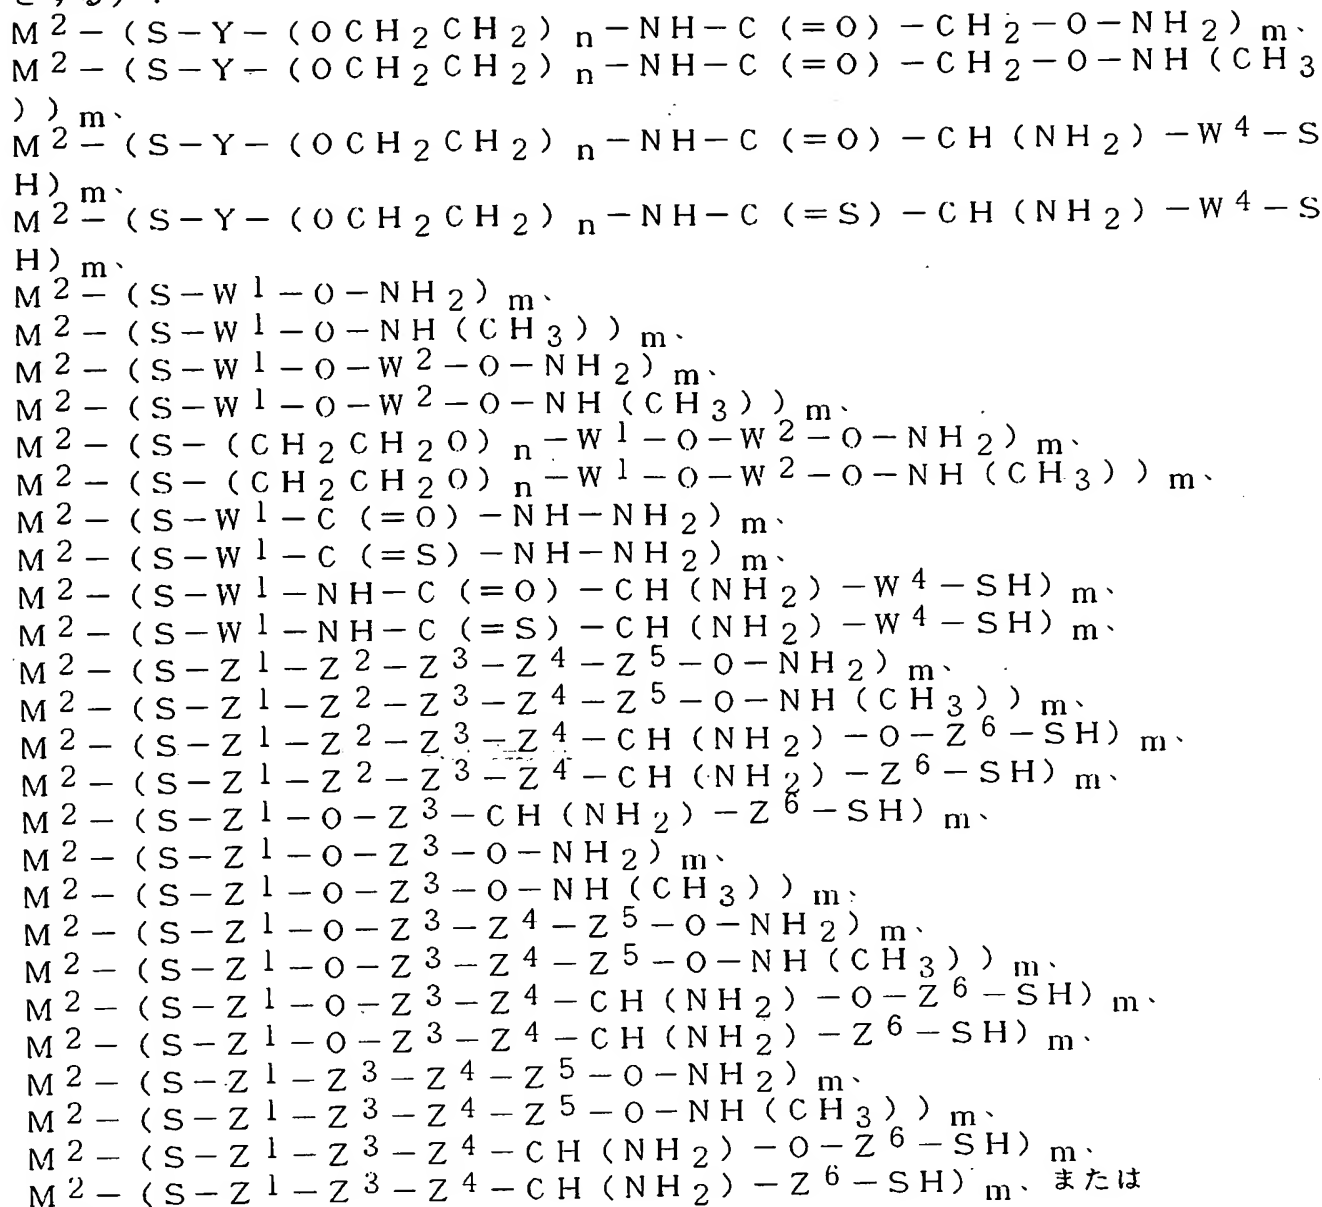 M²－（S－Y－（OCH₂CH₂）ₙ－NH－C（＝O）－CH₂－O－NH₂）ₘ、
M²－（S－Y－（OCH₂CH₂）ₙ－NH－C（＝O）－CH₂－O－NH（CH₃
））ₘ、
M²－（S－Y－（OCH₂CH₂）ₙ－NH－C（＝O）－CH（NH₂）－W⁴－S
H）ₘ、
M²－（S－Y－（OCH₂CH₂）ₙ－NH－C（＝S）－CH（NH₂）－W⁴－S
H）ₘ、
M²－（S－W¹－O－NH₂）ₘ、
M²－（S－W¹－O－NH（CH₃））ₘ、
M²－（S－W¹－O－W²－O－NH₂）ₘ、
M²－（S－W¹－O－W²－O－NH（CH₃））ₘ、
M²－（S－（CH₂CH₂O）ₙ－W¹－O－W²－O－NH₂）ₘ、
M²－（S－（CH₂CH₂O）ₙ－W¹－O－W²－O－NH（CH₃））ₘ、
M²－（S－W¹－C（＝O）－NH－NH₂）ₘ、
M²－（S－W¹－C（＝S）－NH－NH₂）ₘ、
M²－（S－W¹－NH－C（＝O）－CH（NH₂）－W⁴－SH）ₘ、
M²－（S－W¹－NH－C（＝S）－CH（NH₂）－W⁴－SH）ₘ、
M²－（S－Z¹－Z²－Z³－Z⁴－Z⁵－O－NH₂）ₘ、
M²－（S－Z¹－Z²－Z³－Z⁴－Z⁵－O－NH（CH₃））ₘ、
M²－（S－Z¹－Z²－Z³－Z⁴－CH（NH₂）－O－Z⁶－SH）ₘ、
M²－（S－Z¹－Z²－Z³－Z⁴－CH（NH₂）－Z⁶－SH）ₘ、
M²－（S－Z¹－O－Z³－CH（NH₂）－Z⁶－SH）ₘ、
M²－（S－Z¹－O－Z³－O－NH₂）ₘ、
M²－（S－Z¹－O－Z³－O－NH（CH₃））ₘ、
M²－（S－Z¹－O－Z³－Z⁴－Z⁵－O－NH₂）ₘ、
M²－（S－Z¹－O－Z³－Z⁴－Z⁵－O－NH（CH₃））ₘ、
M²－（S－Z¹－O－Z³－Z⁴－CH（NH₂）－O－Z⁶－SH）ₘ、
M²－（S－Z¹－O－Z³－Z⁴－CH（NH₂）－Z⁶－SH）ₘ、
M²－（S－Z¹－Z³－Z⁴－Z⁵－O－NH₂）ₘ、
M²－（S－Z¹－Z³－Z⁴－Z⁵－O－NH（CH₃））ₘ、
M²－（S－Z¹－Z³－Z⁴－CH（NH₂）－O－Z⁶－SH）ₘ、
M²－（S－Z¹－Z³－Z⁴－CH（NH₂）－Z⁶－SH）ₘ、または